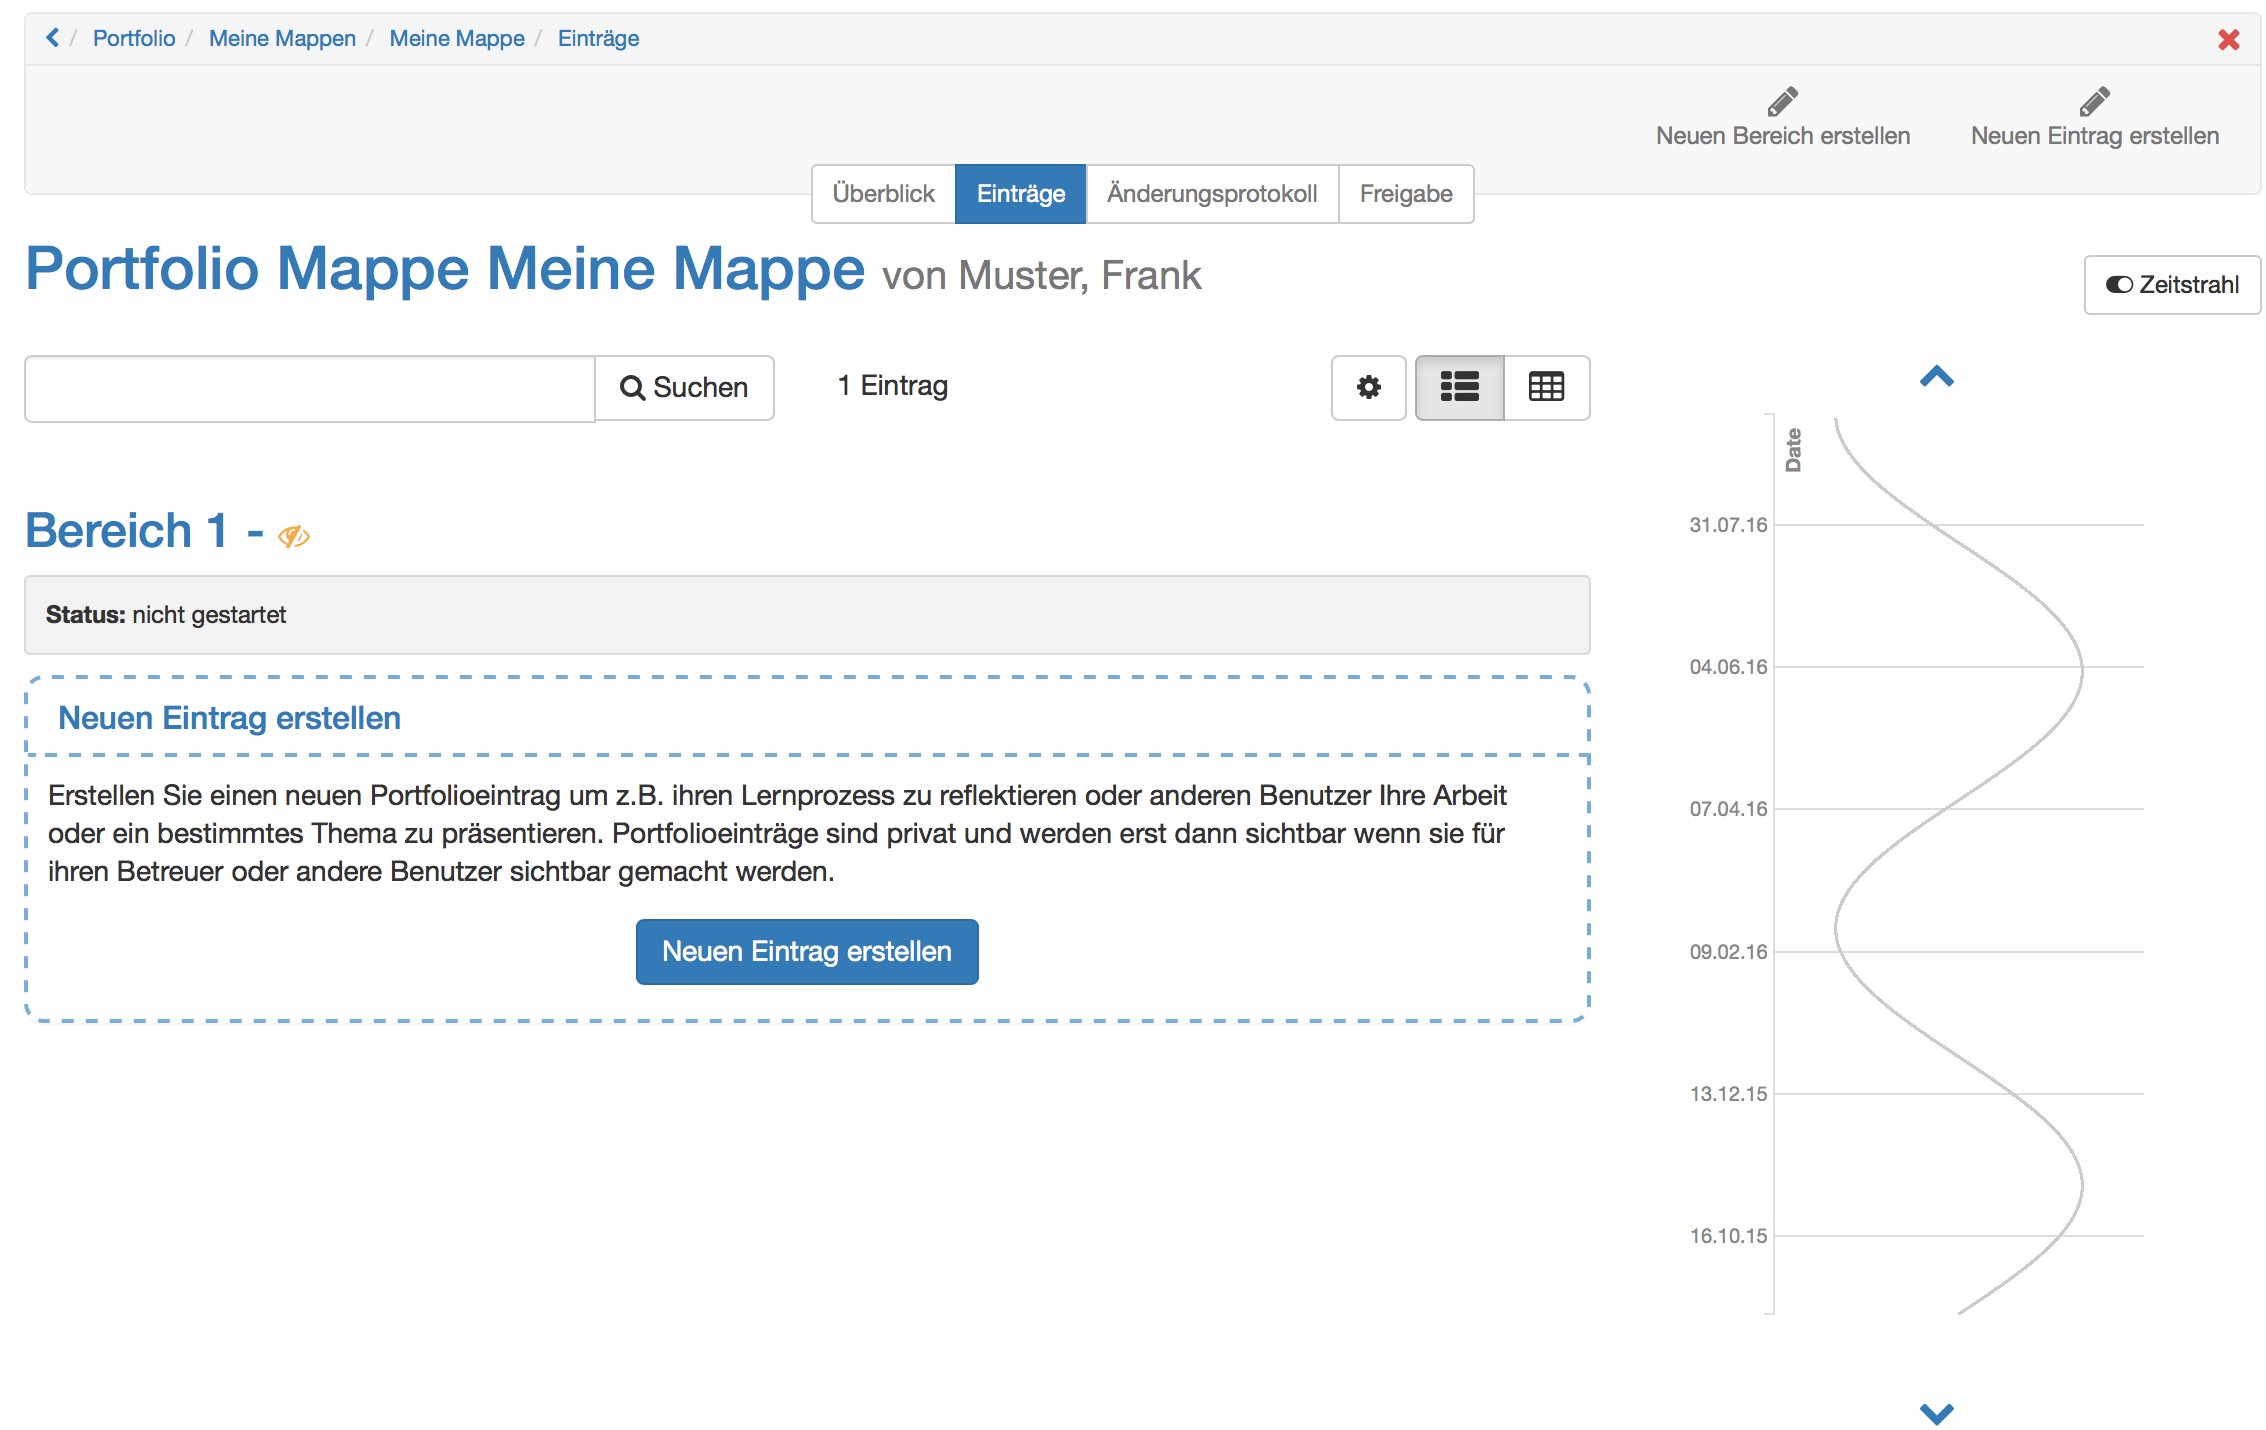 / Portfolio / Meine Mappen / Meine Mappe / Einträge
Neuen Bereich erstellen
Neuen Eintrag erstellen
Überblick
Einträge
Änderungsprotokoll
Freigabe
Portfolio Mappe Meine Mappe von Muster, Frank
Zeitstrahl
Suchen
1 Eintrag
Bereich 1 -
Status: nicht gestartet
Neuen Eintrag erstellen
Erstellen Sie einen neuen Portfolioeintrag um z.B. ihren Lernprozess zu reflektieren oder anderen Benutzer Ihre Arbeit
oder ein bestimmtes Thema zu präsentieren. Portfolioeinträge sind privat und werden erst dann sichtbar wenn sie für
ihren Betreuer oder andere Benutzer sichtbar gemacht werden.
Neuen Eintrag erstellen
Date
31.07.16
04.06.16
07.04.16
09.02.16
13.12.15
16.10.15